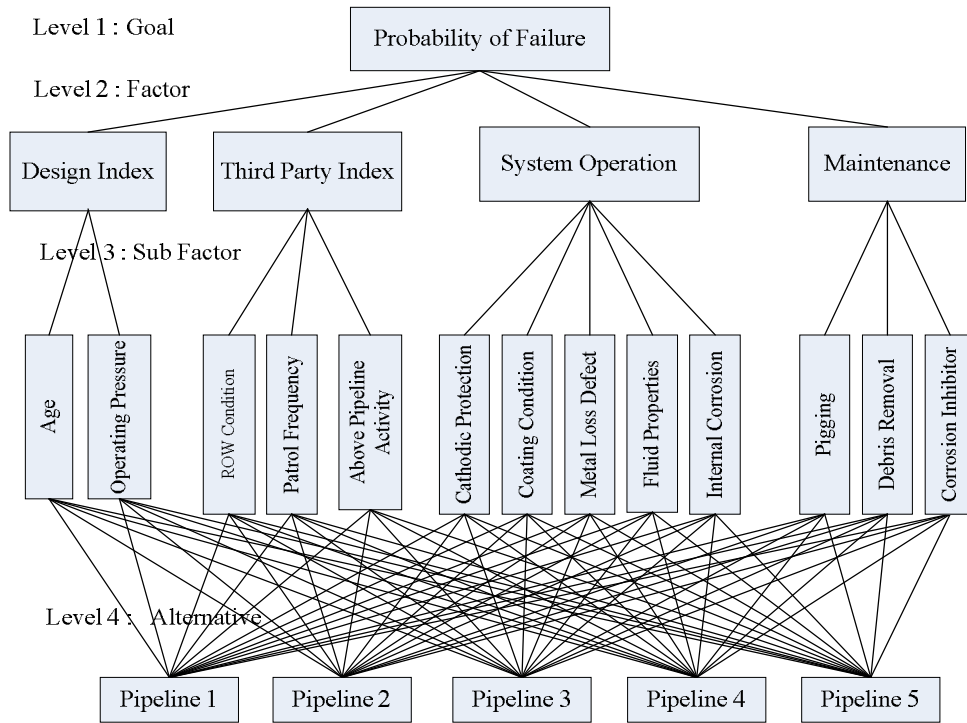 Level 1 : Goal
Probability of Failure
Level 2 : Factor
Design Index
Third Party Index
System Operation
Maintenance
Level 3 : Sub Factor
Age
Operating Pressure
ROW Condition
Patrol Frequency
Above Pipeline
Activity
Cathodic Protection
Coating Condition
Metal Loss Defect
Fluid Properties
Internal Corrosion
Pigging
Debris Removal
Corrosion Inhibitor
Level 4 : Alternative
Pipeline 1
Pipeline 2
Pipeline 3
Pipeline 4
Pipeline 5